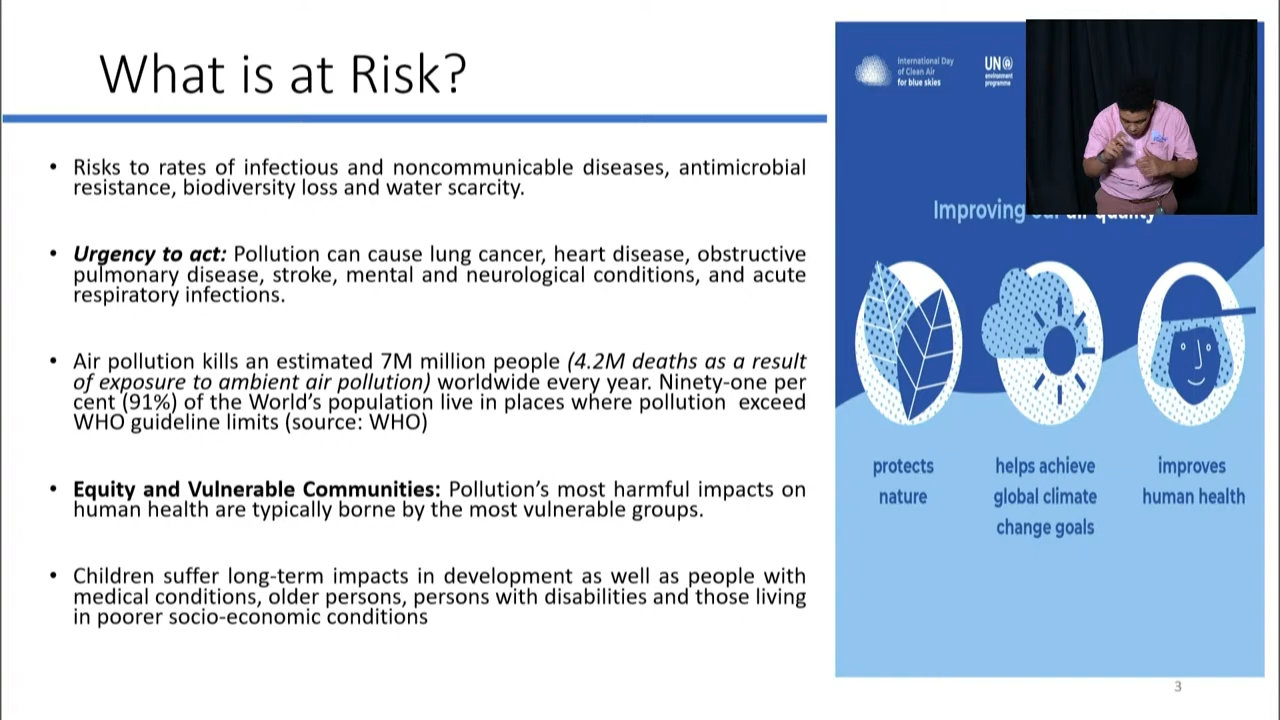 What is at Risk?
• Risks to rates of infectious and noncommunicable diseases, antimicrobial
resistance, biodiversity loss and water scarcity.
• Urgency to act: Pollution can cause lung cancer, heart disease, obstructive
pulmonary disease, stroke, mental and neurological conditions, and acute
respiratory infections.
• Air pollution kills an estimated 7M million people (4.2M deaths as a result
of exposure to ambient air pollution) worldwide every year. Ninety-one per
cent (91%) of the World’s population live in places where pollution exceed
WHO guideline limits (source: WHO)
• Equity and Vulnerable Communities: Pollution’s most harmful impacts on
human health are typically borne by the most vulnerable groups.
• Children suffer long-term impacts in development as well as people with
medical conditions, older persons, persons with disabilities and those living
in poorer socio-economic conditions
International Day
of Clean Air
for blue skies
UN
environment
programme
Improving our air quality
protects
nature
helps achieve
global climate
change goals
improves
human health
3